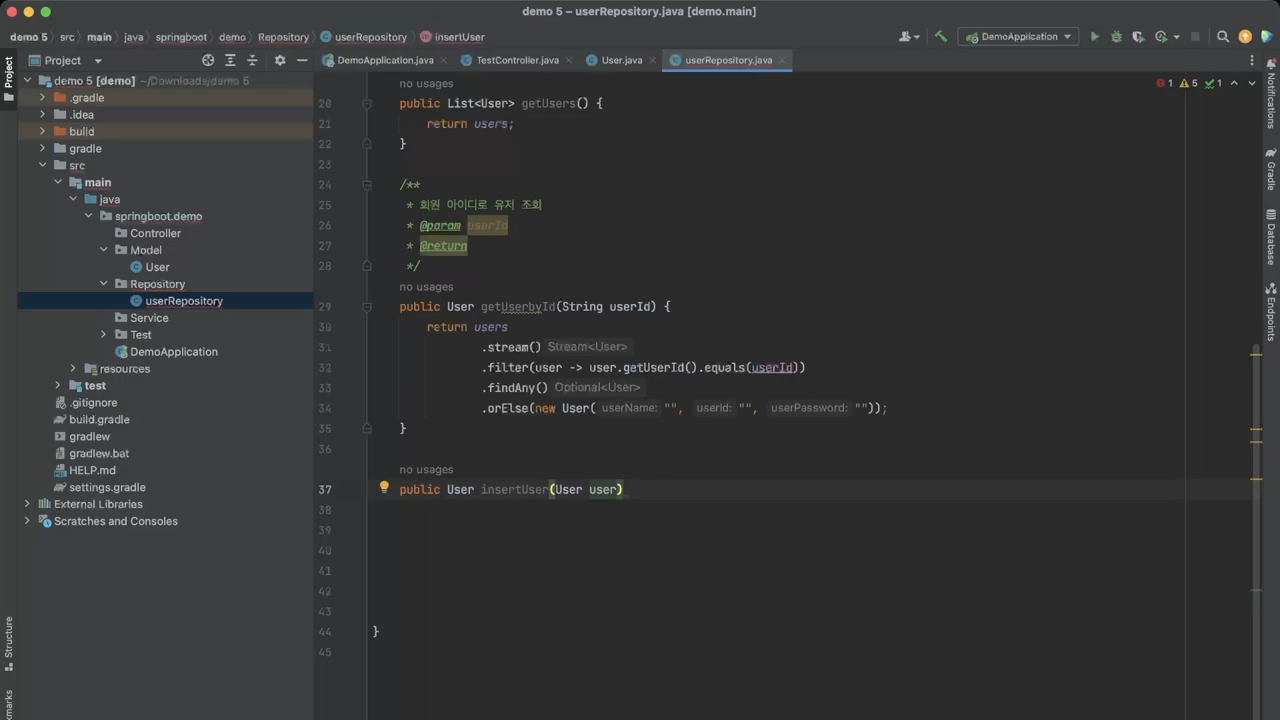 demo 5 – userRepository.java [demo.main]
demo 5 src main java springboot demo Repository userRepository insertUser DemoApplication
Project DemoApplication.java TestController.java User.java userRepository.java
demo 5 [demo] ~/Downloads/demo 5
.gradle
.idea
build
gradle
src
main
java
springboot.demo
Controller
Model
User
Repository
userRepository
Service
Test
DemoApplication
resources
test
.gitignore
build.gradle
gradlew
gradlew.bat
HELP.md
settings.gradle
External Libraries
Scratches and Consoles
Project
Structure
Notifications
Gradle
Database
Endpoints
1 5 1
no usages
20 public List<User> getUsers() {
21 return users;
22 }
23
24 /**
25 * 회원 아이디로 유저 조회
26 * @param userId
27 * @return
28 */
no usages
29 public User getUserbyId(String userId) {
30 return users
31 .stream() Stream<User>
32 .filter(user -> user.getUserId().equals(userId))
33 .findAny() Optional<User>
34 .orElse(new User( userName: "", userId: "", userPassword: ""));
35 }
36
no usages
37 public User insertUser(User user)
38
39
40
41
42
43
44 }
45